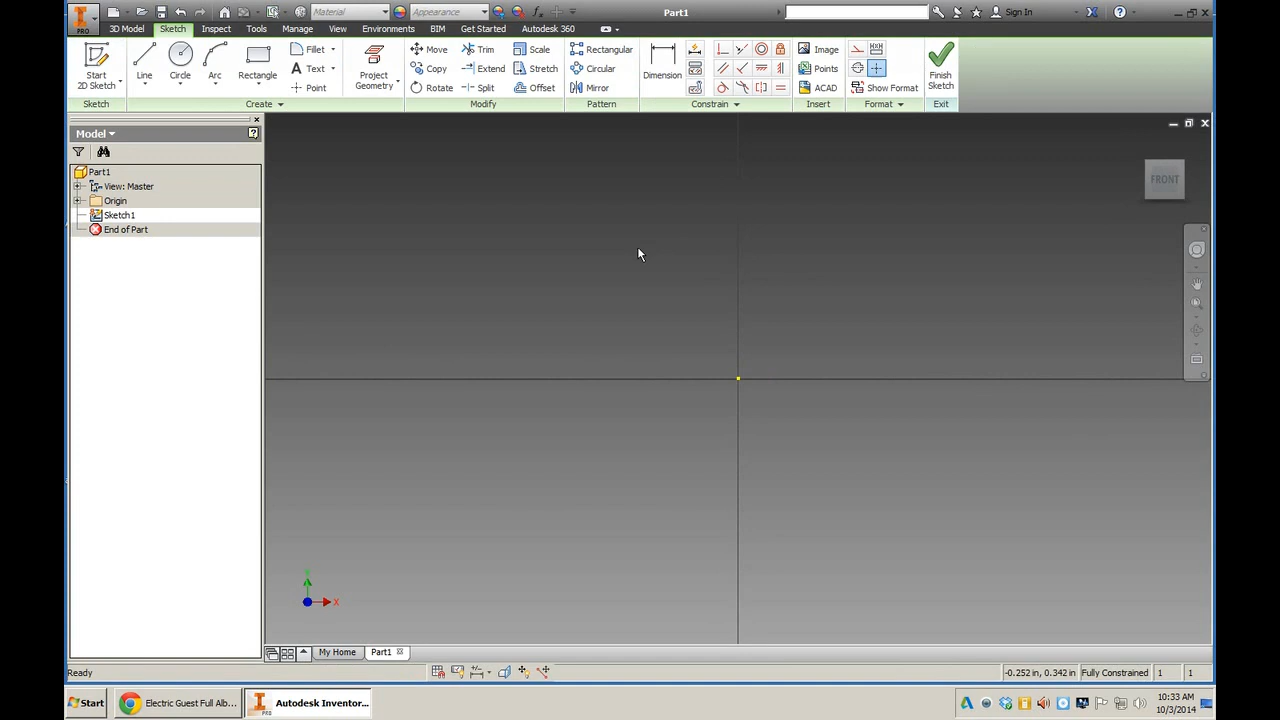 Material
Appearance
fx
Part1
Sign In
PRO
3D Model
Sketch
Inspect
Tools
Manage
View
Environments
BIM
Get Started
Autodesk 360
Start
2D Sketch
Line
Circle
Arc
Rectangle
Fillet
Text
Point
Project
Geometry
Move
Copy
Rotate
Trim
Extend
Split
Scale
Stretch
Offset
Rectangular
Circular
Mirror
Dimension
Image
Points
ACAD
Show Format
Finish
Sketch
Sketch
Create
Modify
Pattern
Constrain
Insert
Format
Exit
Model
Part1
View: Master
Origin
Sketch1
End of Part
FRONT
X
My Home
Part1
Ready
-0.252 in, 0.342 in
Fully Constrained
1
1
Start
Electric Guest Full Alb...
PRO
Autodesk Inventor...
10:33 AM
10/3/2014